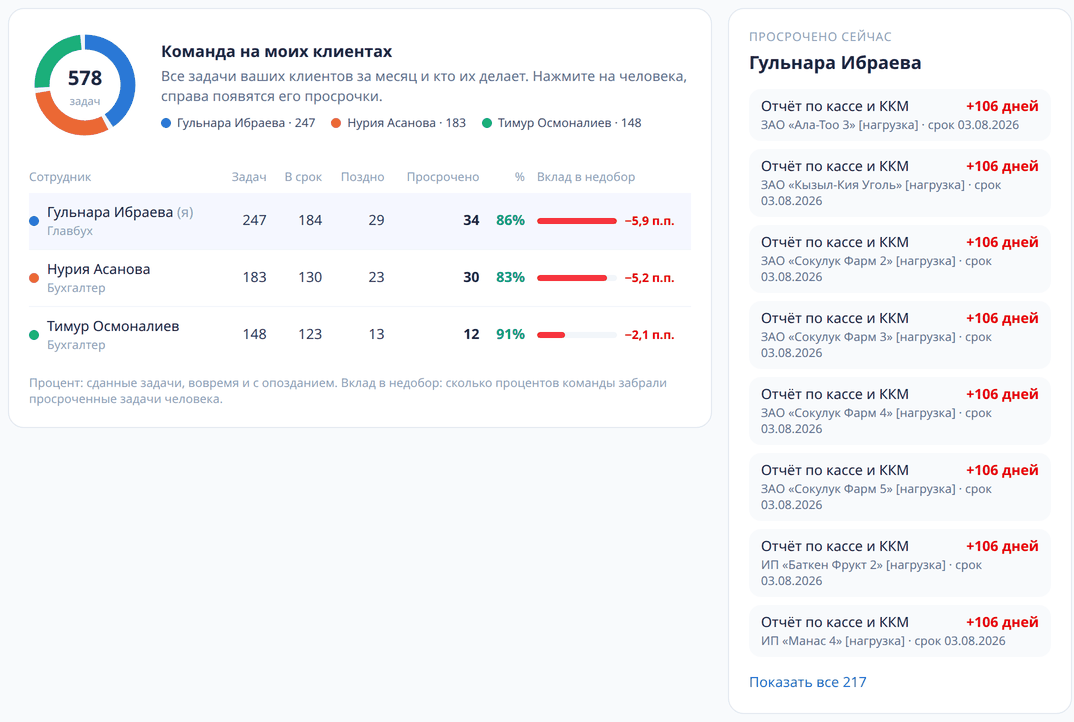 578
задач
Команда на моих клиентах
Все задачи ваших клиентов за месяц и кто их делает. Нажмите на человека,
справа появятся его просрочки.
Гульнара Ибраева · 247 Нурия Асанова · 183 Тимур Осмоналиев · 148
Сотрудник Задач В срок Поздно Просрочено % Вклад в недобор
Гульнара Ибраева (я) 247 184 29 34 86% −5,9 п.п.
Главбух
Нурия Асанова 183 130 23 30 83% −5,2 п.п.
Бухгалтер
Тимур Осмоналиев 148 123 13 12 91% −2,1 п.п.
Бухгалтер
Процент: сданные задачи, вовремя и с опозданием. Вклад в недобор: сколько процентов команды забрали
просроченные задачи человека.
ПРОСРОЧЕНО СЕЙЧАС
Гульнара Ибраева
Отчёт по кассе и ККМ +106 дней
ЗАО «Ала-Тоо 3» [нагрузка] · срок 03.08.2026
Отчёт по кассе и ККМ +106 дней
ЗАО «Кызыл-Кия Уголь» [нагрузка] · срок
03.08.2026
Отчёт по кассе и ККМ +106 дней
ЗАО «Сокулук Фарм 2» [нагрузка] · срок
03.08.2026
Отчёт по кассе и ККМ +106 дней
ЗАО «Сокулук Фарм 3» [нагрузка] · срок
03.08.2026
Отчёт по кассе и ККМ +106 дней
ЗАО «Сокулук Фарм 4» [нагрузка] · срок
03.08.2026
Отчёт по кассе и ККМ +106 дней
ЗАО «Сокулук Фарм 5» [нагрузка] · срок
03.08.2026
Отчёт по кассе и ККМ +106 дней
ИП «Баткен Фрукт 2» [нагрузка] · срок
03.08.2026
Отчёт по кассе и ККМ +106 дней
ИП «Манас 4» [нагрузка] · срок 03.08.2026
Показать все 217